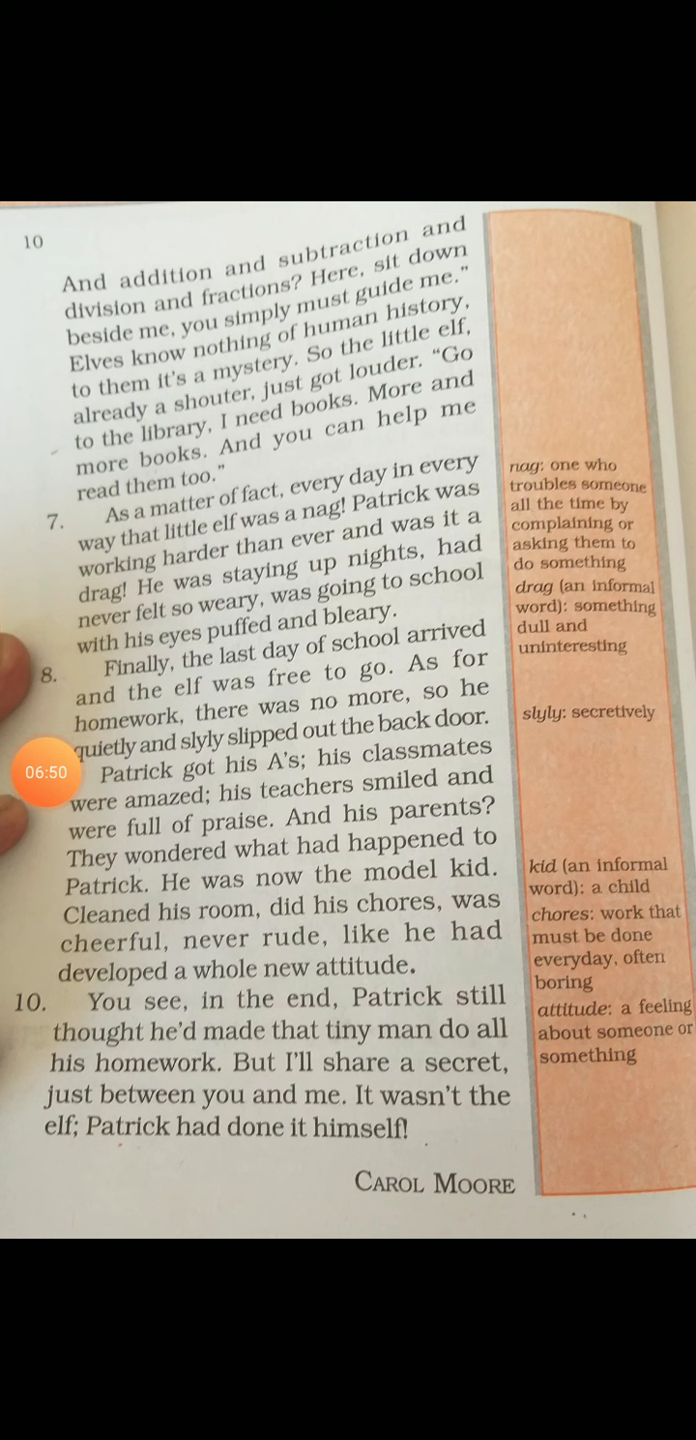 10
And addition and subtraction and
division and fractions? Here, sit down
beside me, you simply must guide me.”
Elves know nothing of human history,
to them it’s a mystery. So the little elf,
already a shouter, just got louder. “Go
to the library, I need books. More and
more books. And you can help me
read them too.”
7. As a matter of fact, every day in every
way that little elf was a nag! Patrick was
working harder than ever and was it a
drag! He was staying up nights, had
never felt so weary, was going to school
with his eyes puffed and bleary.
8. Finally, the last day of school arrived
and the elf was free to go. As for
homework, there was no more, so he
quietly and slyly slipped out the back door.
Patrick got his A’s; his classmates
were amazed; his teachers smiled and
were full of praise. And his parents?
They wondered what had happened to
Patrick. He was now the model kid.
Cleaned his room, did his chores, was
cheerful, never rude, like he had
developed a whole new attitude.
10. You see, in the end, Patrick still
thought he’d made that tiny man do all
his homework. But I’ll share a secret,
just between you and me. It wasn’t the
elf; Patrick had done it himself!
CAROL MOORE
nag: one who
troubles someone
all the time by
complaining or
asking them to
do something
drag (an informal
word): something
dull and
uninteresting
slyly: secretively
kid (an informal
word): a child
chores: work that
must be done
everyday, often
boring
attitude: a feeling
about someone or
something
06:50